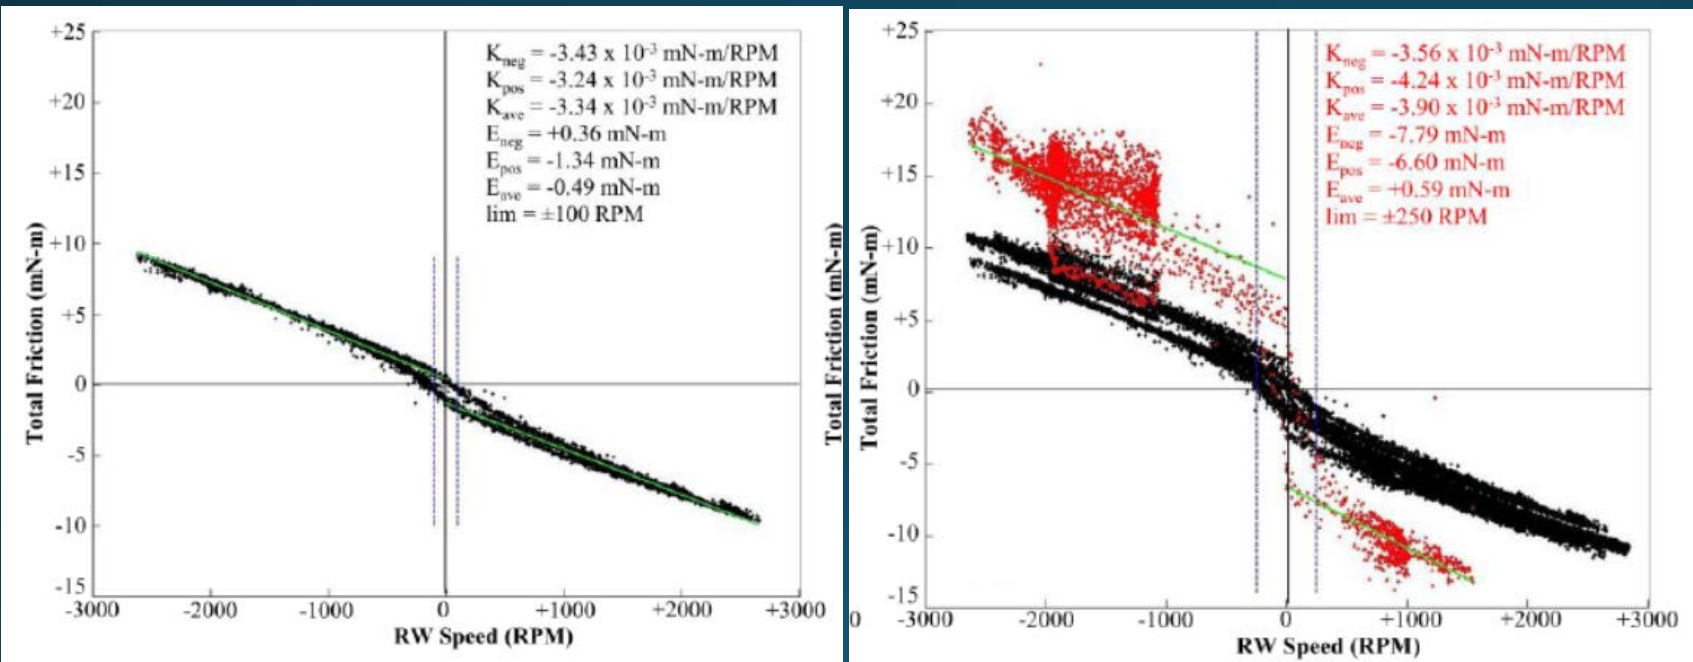 +25
+20
+15
+10
+5
0
-5
-10
-15
Total Friction (mN-m)
K_neg = -3.43 x 10^-3 mN-m/RPM
K_pos = -3.24 x 10^-3 mN-m/RPM
K_ave = -3.34 x 10^-3 mN-m/RPM
E_neg = +0.36 mN-m
E_pos = -1.34 mN-m
E_ave = -0.49 mN-m
lim = ±100 RPM
-3000 -2000 -1000 0 +1000 +2000 +3000
RW Speed (RPM)
Total Friction (mN-m)
+25
+20
+15
+10
+5
0
-5
-10
-15
Total Friction (mN-m)
K_neg = -3.56 x 10^-3 mN-m/RPM
K_pos = -4.24 x 10^-3 mN-m/RPM
K_ave = -3.90 x 10^-3 mN-m/RPM
E_neg = -7.79 mN-m
E_pos = -6.60 mN-m
E_ave = +0.59 mN-m
lim = ±250 RPM
0 -3000 -2000 -1000 0 +1000 +2000 +3000
RW Speed (RPM)